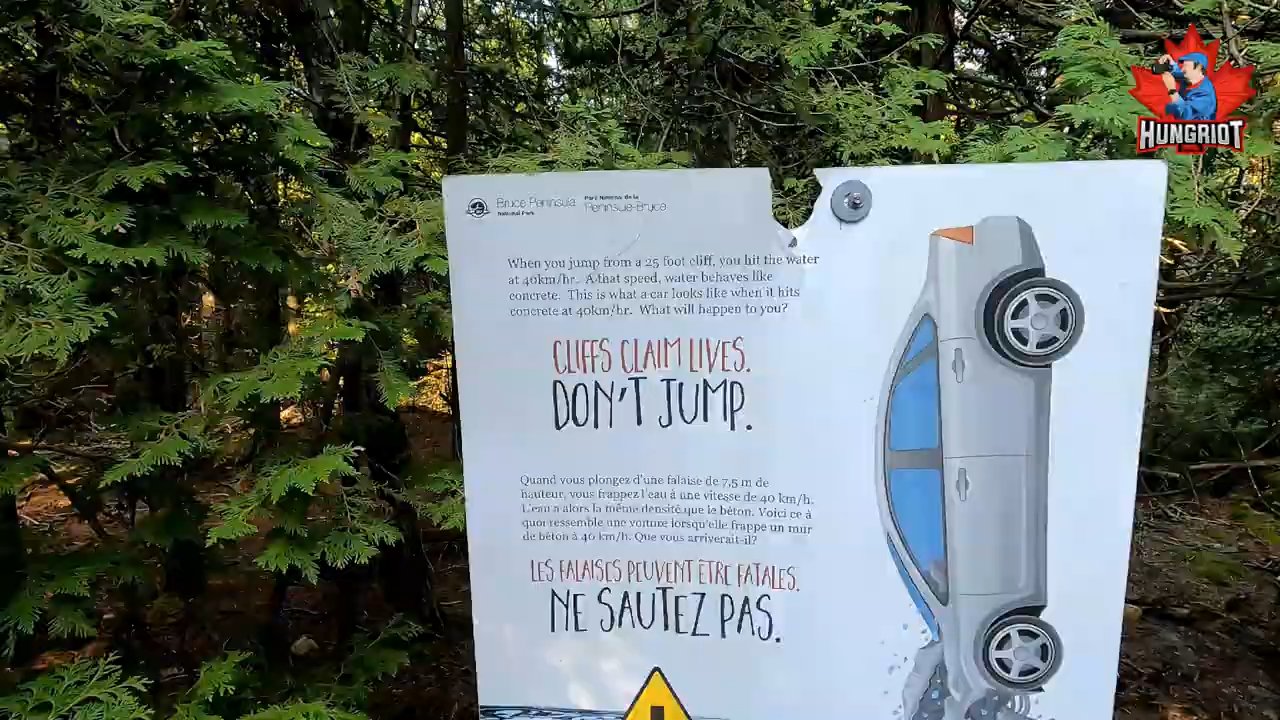 HUNGRIOT
Bruce Peninsula
National Park
Parc National de la
Péninsule-Bruce
When you jump from a 25 foot cliff, you hit the water
at 40km/hr. At that speed, water behaves like
concrete. This is what a car looks like when it hits
concrete at 40km/hr. What will happen to you?
CLIFFS CLAIM LIVES.
DON'T JUMP.
Quand vous plongez d'une falaise de 7,5 m de
hauteur, vous frappez l'eau à une vitesse de 40 km/h.
L'eau a alors la même densité que le béton. Voici ce à
quoi ressemble une voiture lorsqu'elle frappe un mur
de béton à 40 km/h. Que vous arriverait-il?
LES FALAISES PEUVENT ÊTRE FATALES.
NE SAUTEZ PAS.